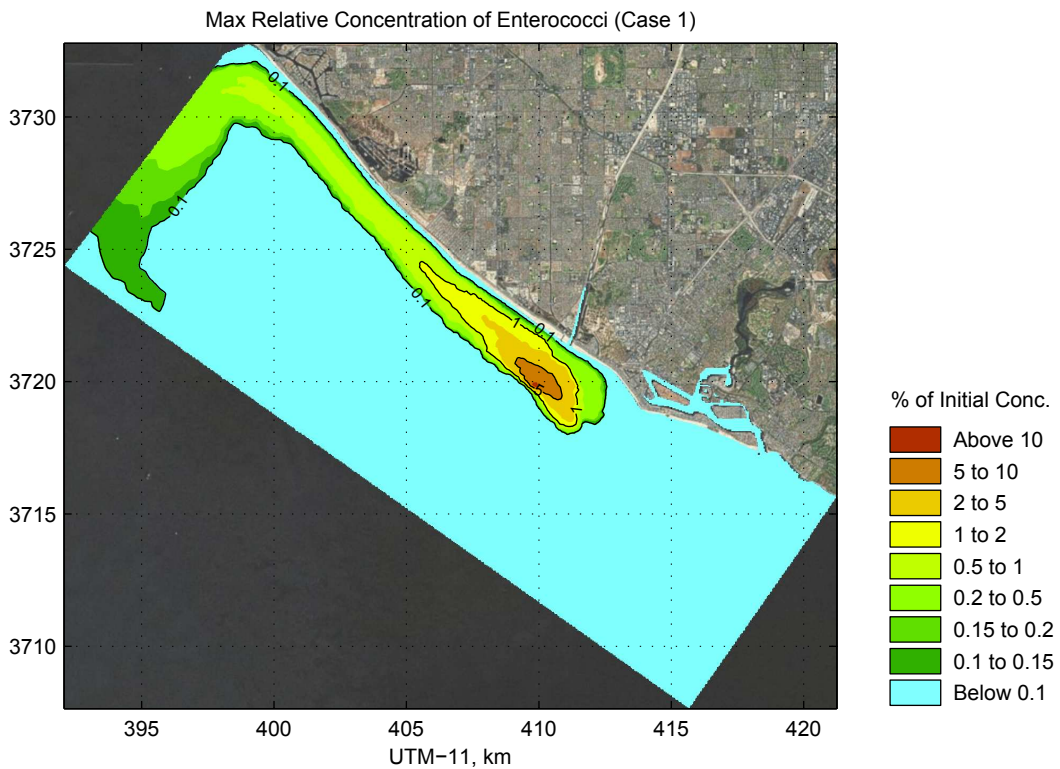 Max Relative Concentration of Enterococci (Case 1)
0.1
3730
0.1
3725
0.1
1
0.1
3720
5
1
% of Initial Conc.
Above 10
5 to 10
2 to 5
1 to 2
0.5 to 1
0.2 to 0.5
0.15 to 0.2
0.1 to 0.15
Below 0.1
3715
3710
395 400 405 410 415 420
UTM−11, km